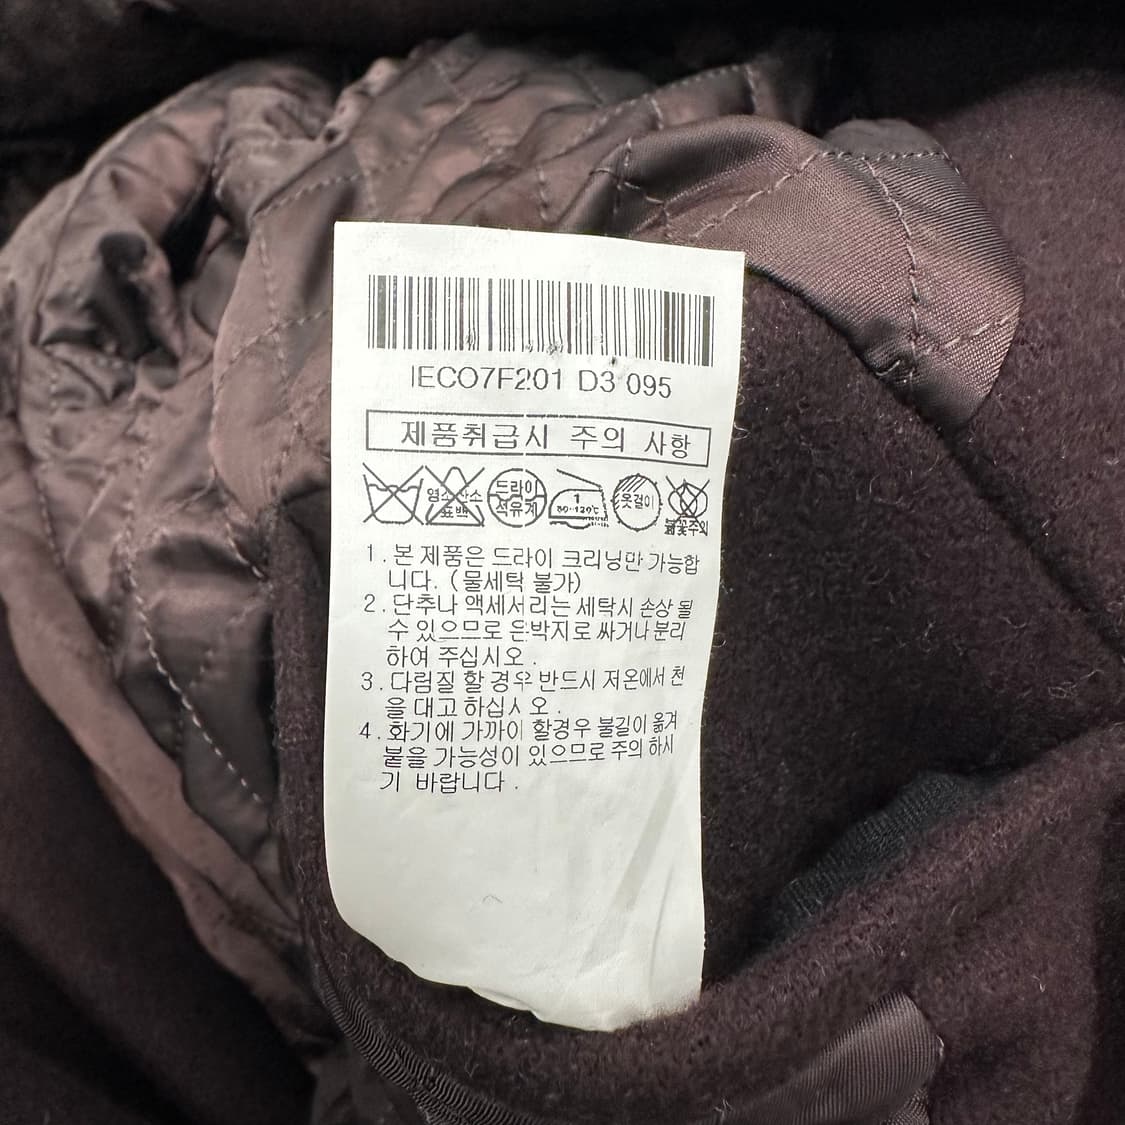 IECO7F201 D3 095
제품취급시 주의 사항
염소산소 표백
드라이 석유계
1 80~120℃
옷걸이
불꽃주의
1. 본 제품은 드라이 크리닝만 가능합
니다. (물세탁 불가)
2. 단추나 액세서리는 세탁시 손상 될
수 있으므로 은박지로 싸거나 분리
하여 주십시오.
3. 다림질 할 경우 반드시 저온에서 천
을 대고 하십시오.
4. 화기에 가까이 할경우 불길이 옮겨
붙을 가능성이 있으므로 주의 하시
기 바랍니다.